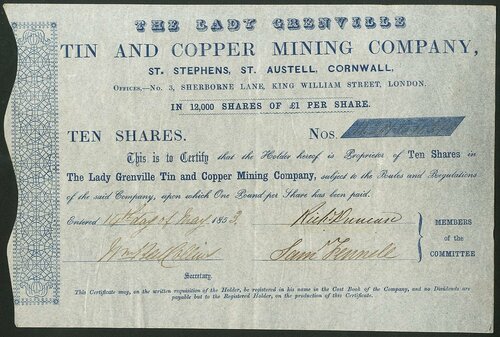 THE LADY GRENVILLE
TIN AND COPPER MINING COMPANY,
ST. STEPHENS, ST. AUSTELL, CORNWALL,
OFFICES,—No. 3, SHERBORNE LANE, KING WILLIAM STREET, LONDON.
IN 12,000 SHARES OF £1 PER SHARE.
TEN SHARES. Nos.
This is to Certify that the Holder hereof is Proprietor of Ten Shares in
The Lady Grenville Tin and Copper Mining Company, subject to the Rules and Regulations
of the said Company, upon which One Pound per Share has been paid.
Entered 14th day of May 1853. Richd Duncan
Saml Fennell
MEMBERS
of the
COMMITTEE
Secretary.
This Certificate may, on the written requisition of the Holder, be registered in his name in the Cost Book of the Company, and no Dividends are
payable but to the Registered Holder, on the production of this Certificate.